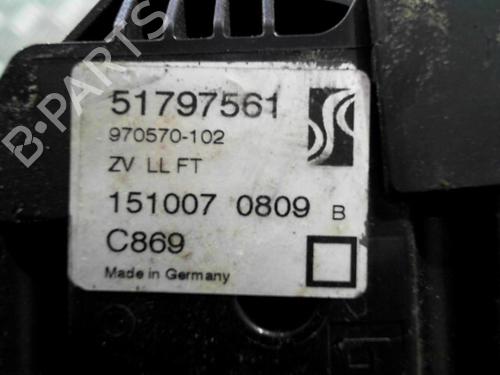 51797561
970570-102
ZV LL FT
151007 0809 B
C869
Made in Germany
B-PARTS